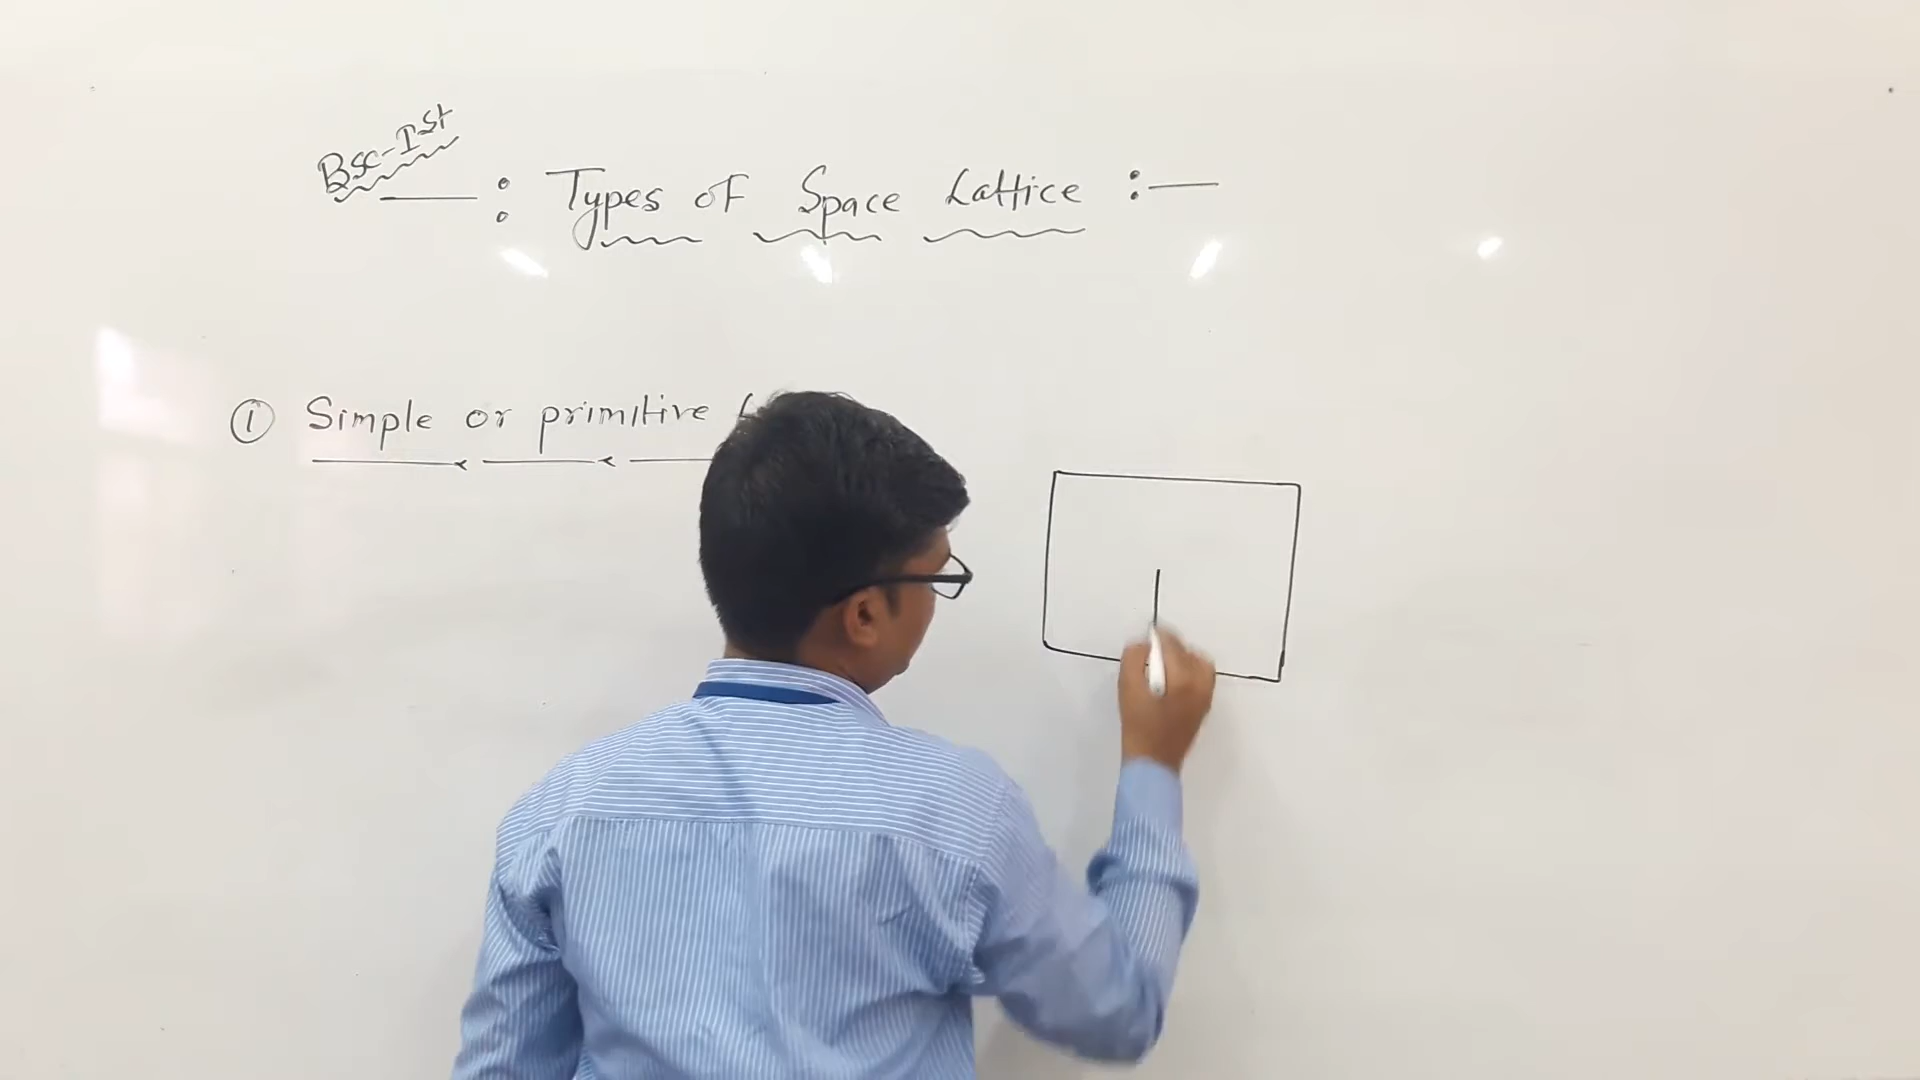 Bsc-Ist
—: Types of Space Lattice :—
① Simple or primitive